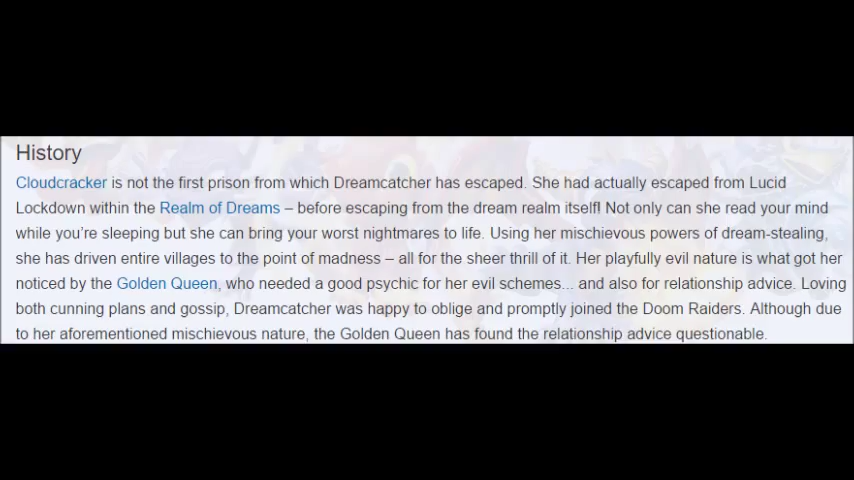 History
Cloudcracker is not the first prison from which Dreamcatcher has escaped. She had actually escaped from Lucid
Lockdown within the Realm of Dreams – before escaping from the dream realm itself! Not only can she read your mind
while you're sleeping but she can bring your worst nightmares to life. Using her mischievous powers of dream-stealing,
she has driven entire villages to the point of madness – all for the sheer thrill of it. Her playfully evil nature is what got her
noticed by the Golden Queen, who needed a good psychic for her evil schemes... and also for relationship advice. Loving
both cunning plans and gossip, Dreamcatcher was happy to oblige and promptly joined the Doom Raiders. Although due
to her aforementioned mischievous nature, the Golden Queen has found the relationship advice questionable.